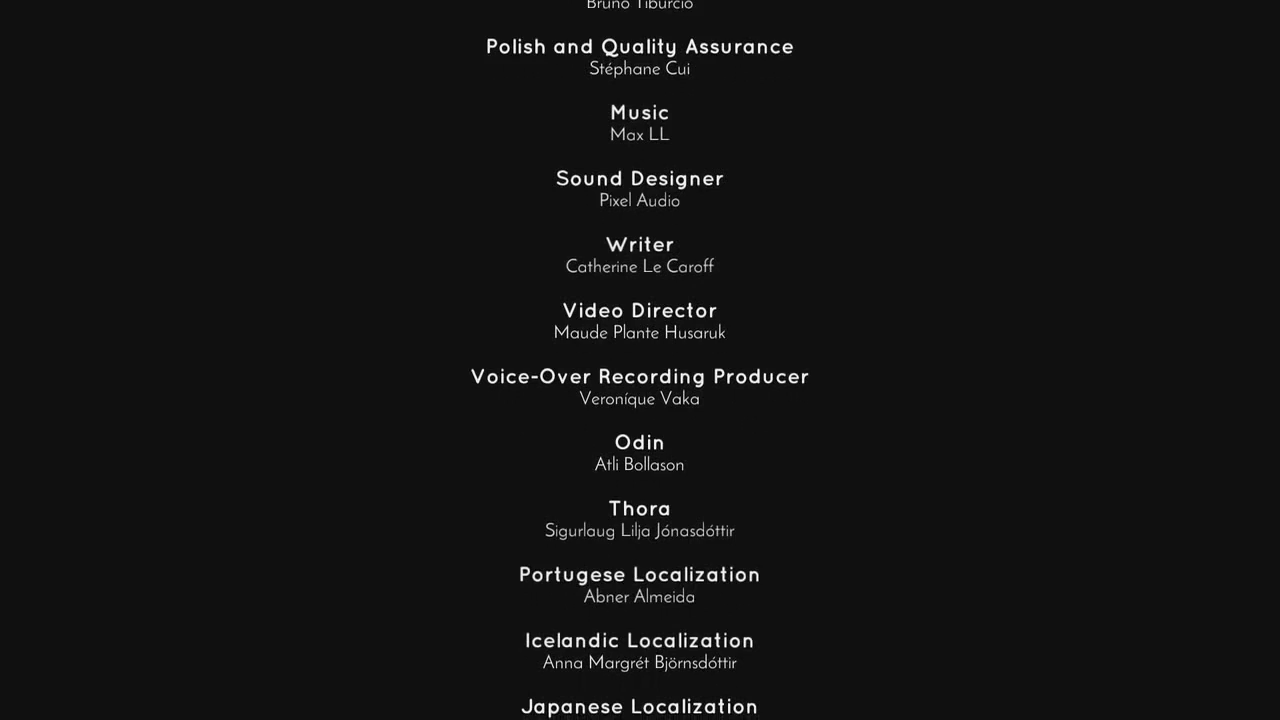 Bruno Tiburcio
Polish and Quality Assurance
Stéphane Cui
Music
Max LL
Sound Designer
Pixel Audio
Writer
Catherine Le Caroff
Video Director
Maude Plante Husaruk
Voice-Over Recording Producer
Veroníque Vaka
Odin
Atli Bollason
Thora
Sigurlaug Lilja Jónasdóttir
Portugese Localization
Abner Almeida
Icelandic Localization
Anna Margrét Björnsdóttir
Japanese Localization